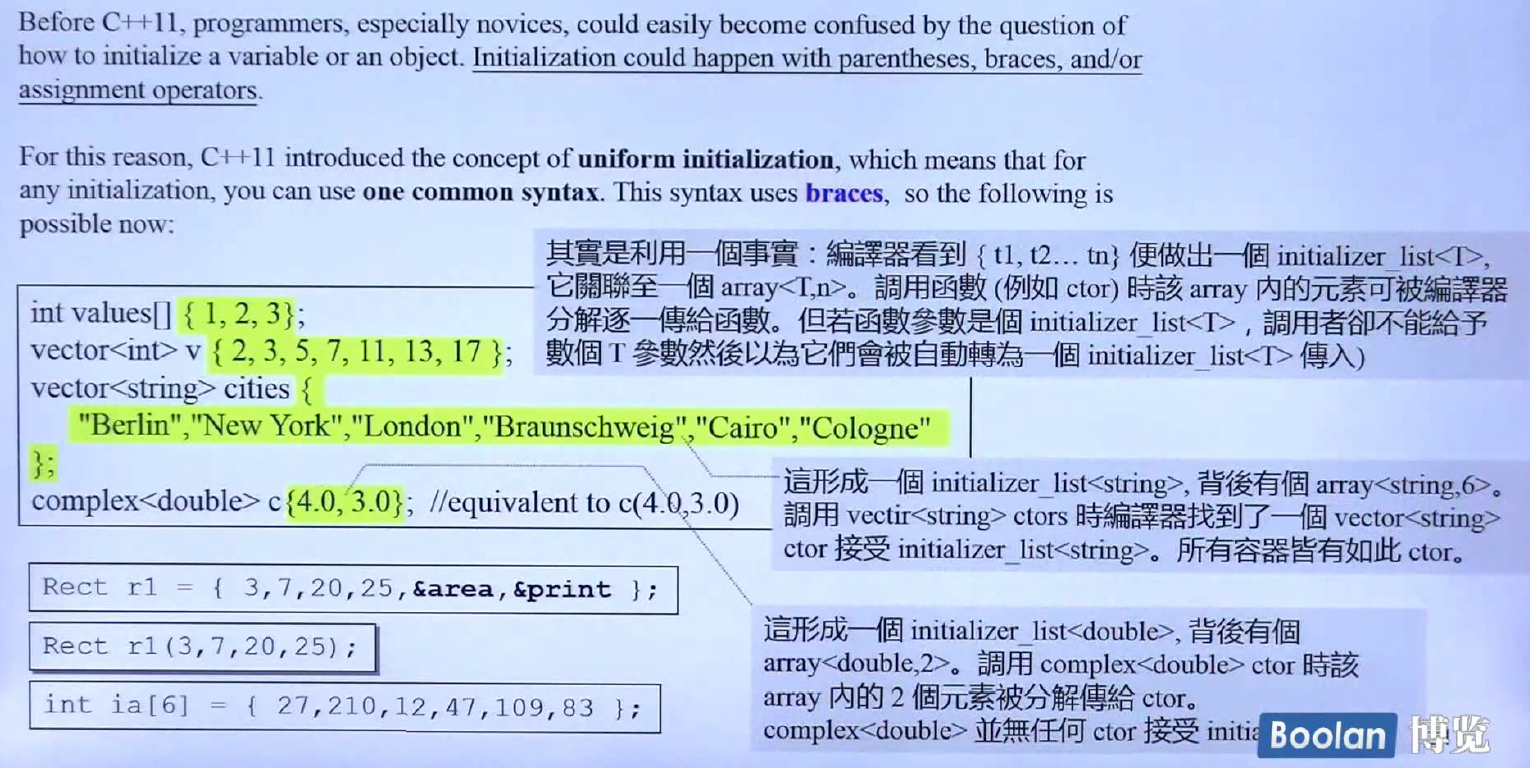 Before C++11, programmers, especially novices, could easily become confused by the question of
how to initialize a variable or an object. Initialization could happen with parentheses, braces, and/or
assignment operators.
For this reason, C++11 introduced the concept of uniform initialization, which means that for
any initialization, you can use one common syntax. This syntax uses braces, so the following is
possible now:
其實是利用一個事實：編譯器看到 { t1, t2… tn} 便做出一個 initializer_list<T>,
它關聯至一個 array<T,n>。調用函數 (例如 ctor) 時該 array 內的元素可被編譯器
分解逐一傳給函數。但若函數參數是個 initializer_list<T>，調用者卻不能給予
數個 T 參數然後以為它們會被自動轉為一個 initializer_list<T> 傳入)
int values[] { 1, 2, 3};
vector<int> v { 2, 3, 5, 7, 11, 13, 17 };
vector<string> cities {
"Berlin","New York","London","Braunschweig","Cairo","Cologne"
};
complex<double> c{4.0, 3.0}; //equivalent to c(4.0,3.0)
這形成一個 initializer_list<string>, 背後有個 array<string,6>。
調用 vectir<string> ctors 時編譯器找到了一個 vector<string>
ctor 接受 initializer_list<string>。所有容器皆有如此 ctor。
Rect r1 = { 3,7,20,25,&area,&print };
Rect r1(3,7,20,25);
int ia[6] = { 27,210,12,47,109,83 };
這形成一個 initializer_list<double>, 背後有個
array<double,2>。調用 complex<double> ctor 時該
array 內的 2 個元素被分解傳給 ctor。
complex<double> 並無任何 ctor 接受 initia
Boolan 博览